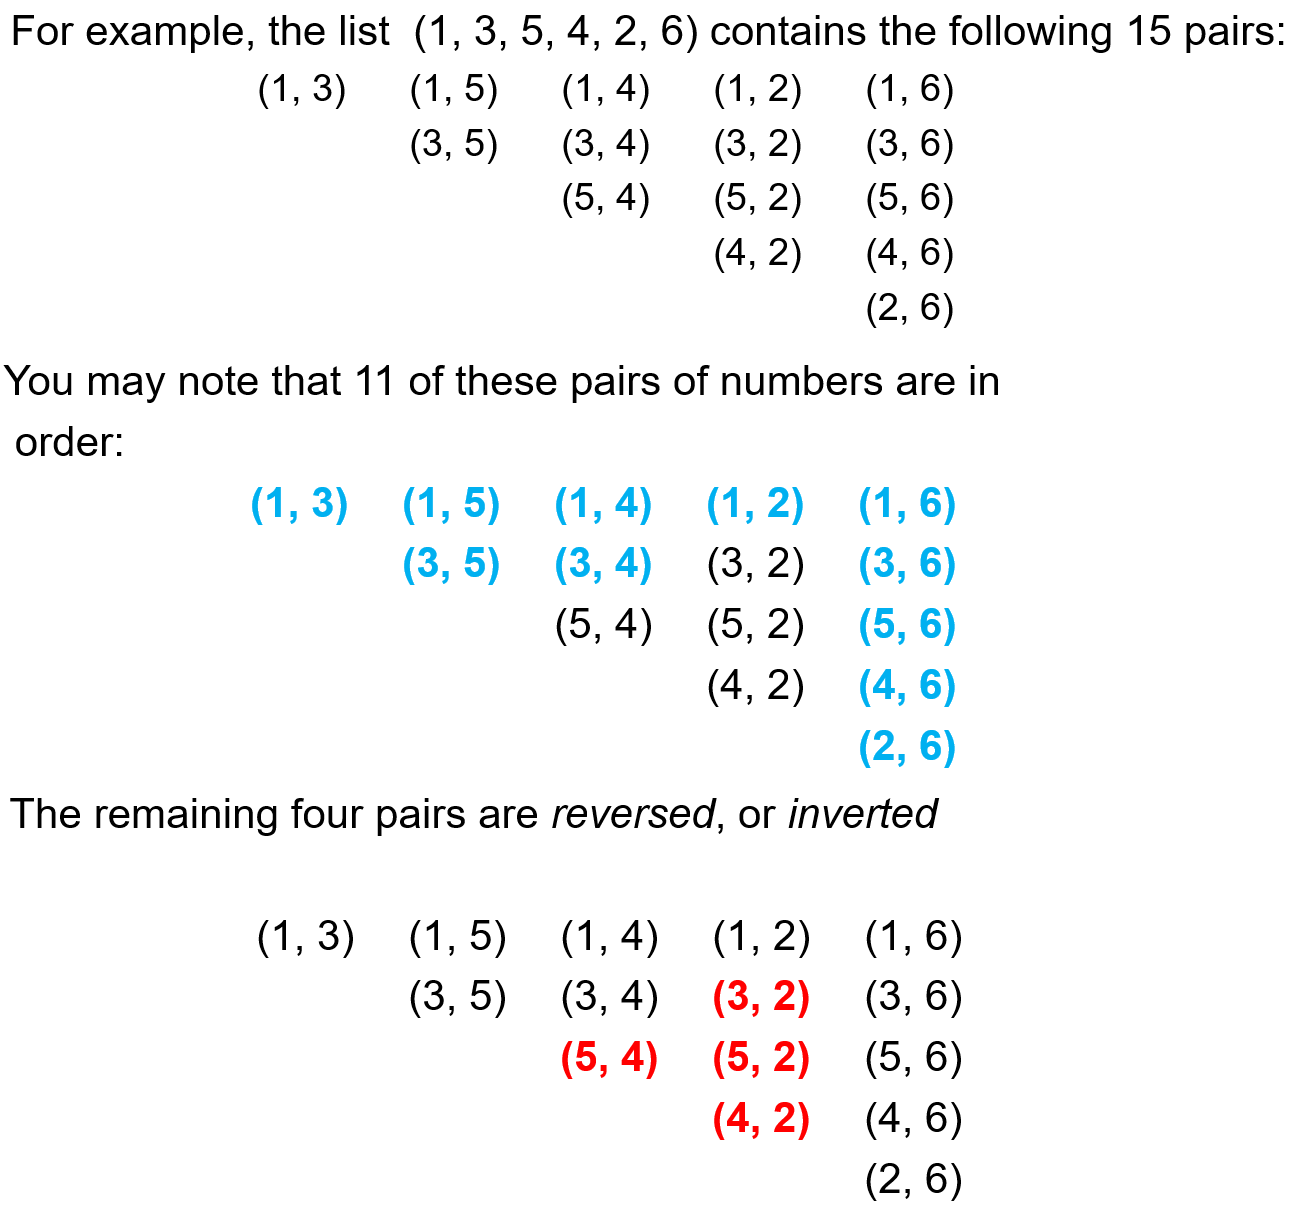 For example, the list (1, 3, 5, 4, 2, 6) contains the following 15 pairs:
(1, 3) (1, 5) (1, 4) (1, 2) (1, 6)
(3, 5) (3, 4) (3, 2) (3, 6)
(5, 4) (5, 2) (5, 6)
(4, 2) (4, 6)
(2, 6)
You may note that 11 of these pairs of numbers are in
order:
(1, 3) (1, 5) (1, 4) (1, 2) (1, 6)
(3, 5) (3, 4) (3, 2) (3, 6)
(5, 4) (5, 2) (5, 6)
(4, 2) (4, 6)
(2, 6)
The remaining four pairs are reversed, or inverted
(1, 3) (1, 5) (1, 4) (1, 2) (1, 6)
(3, 5) (3, 4) (3, 2) (3, 6)
(5, 4) (5, 2) (5, 6)
(4, 2) (4, 6)
(2, 6)